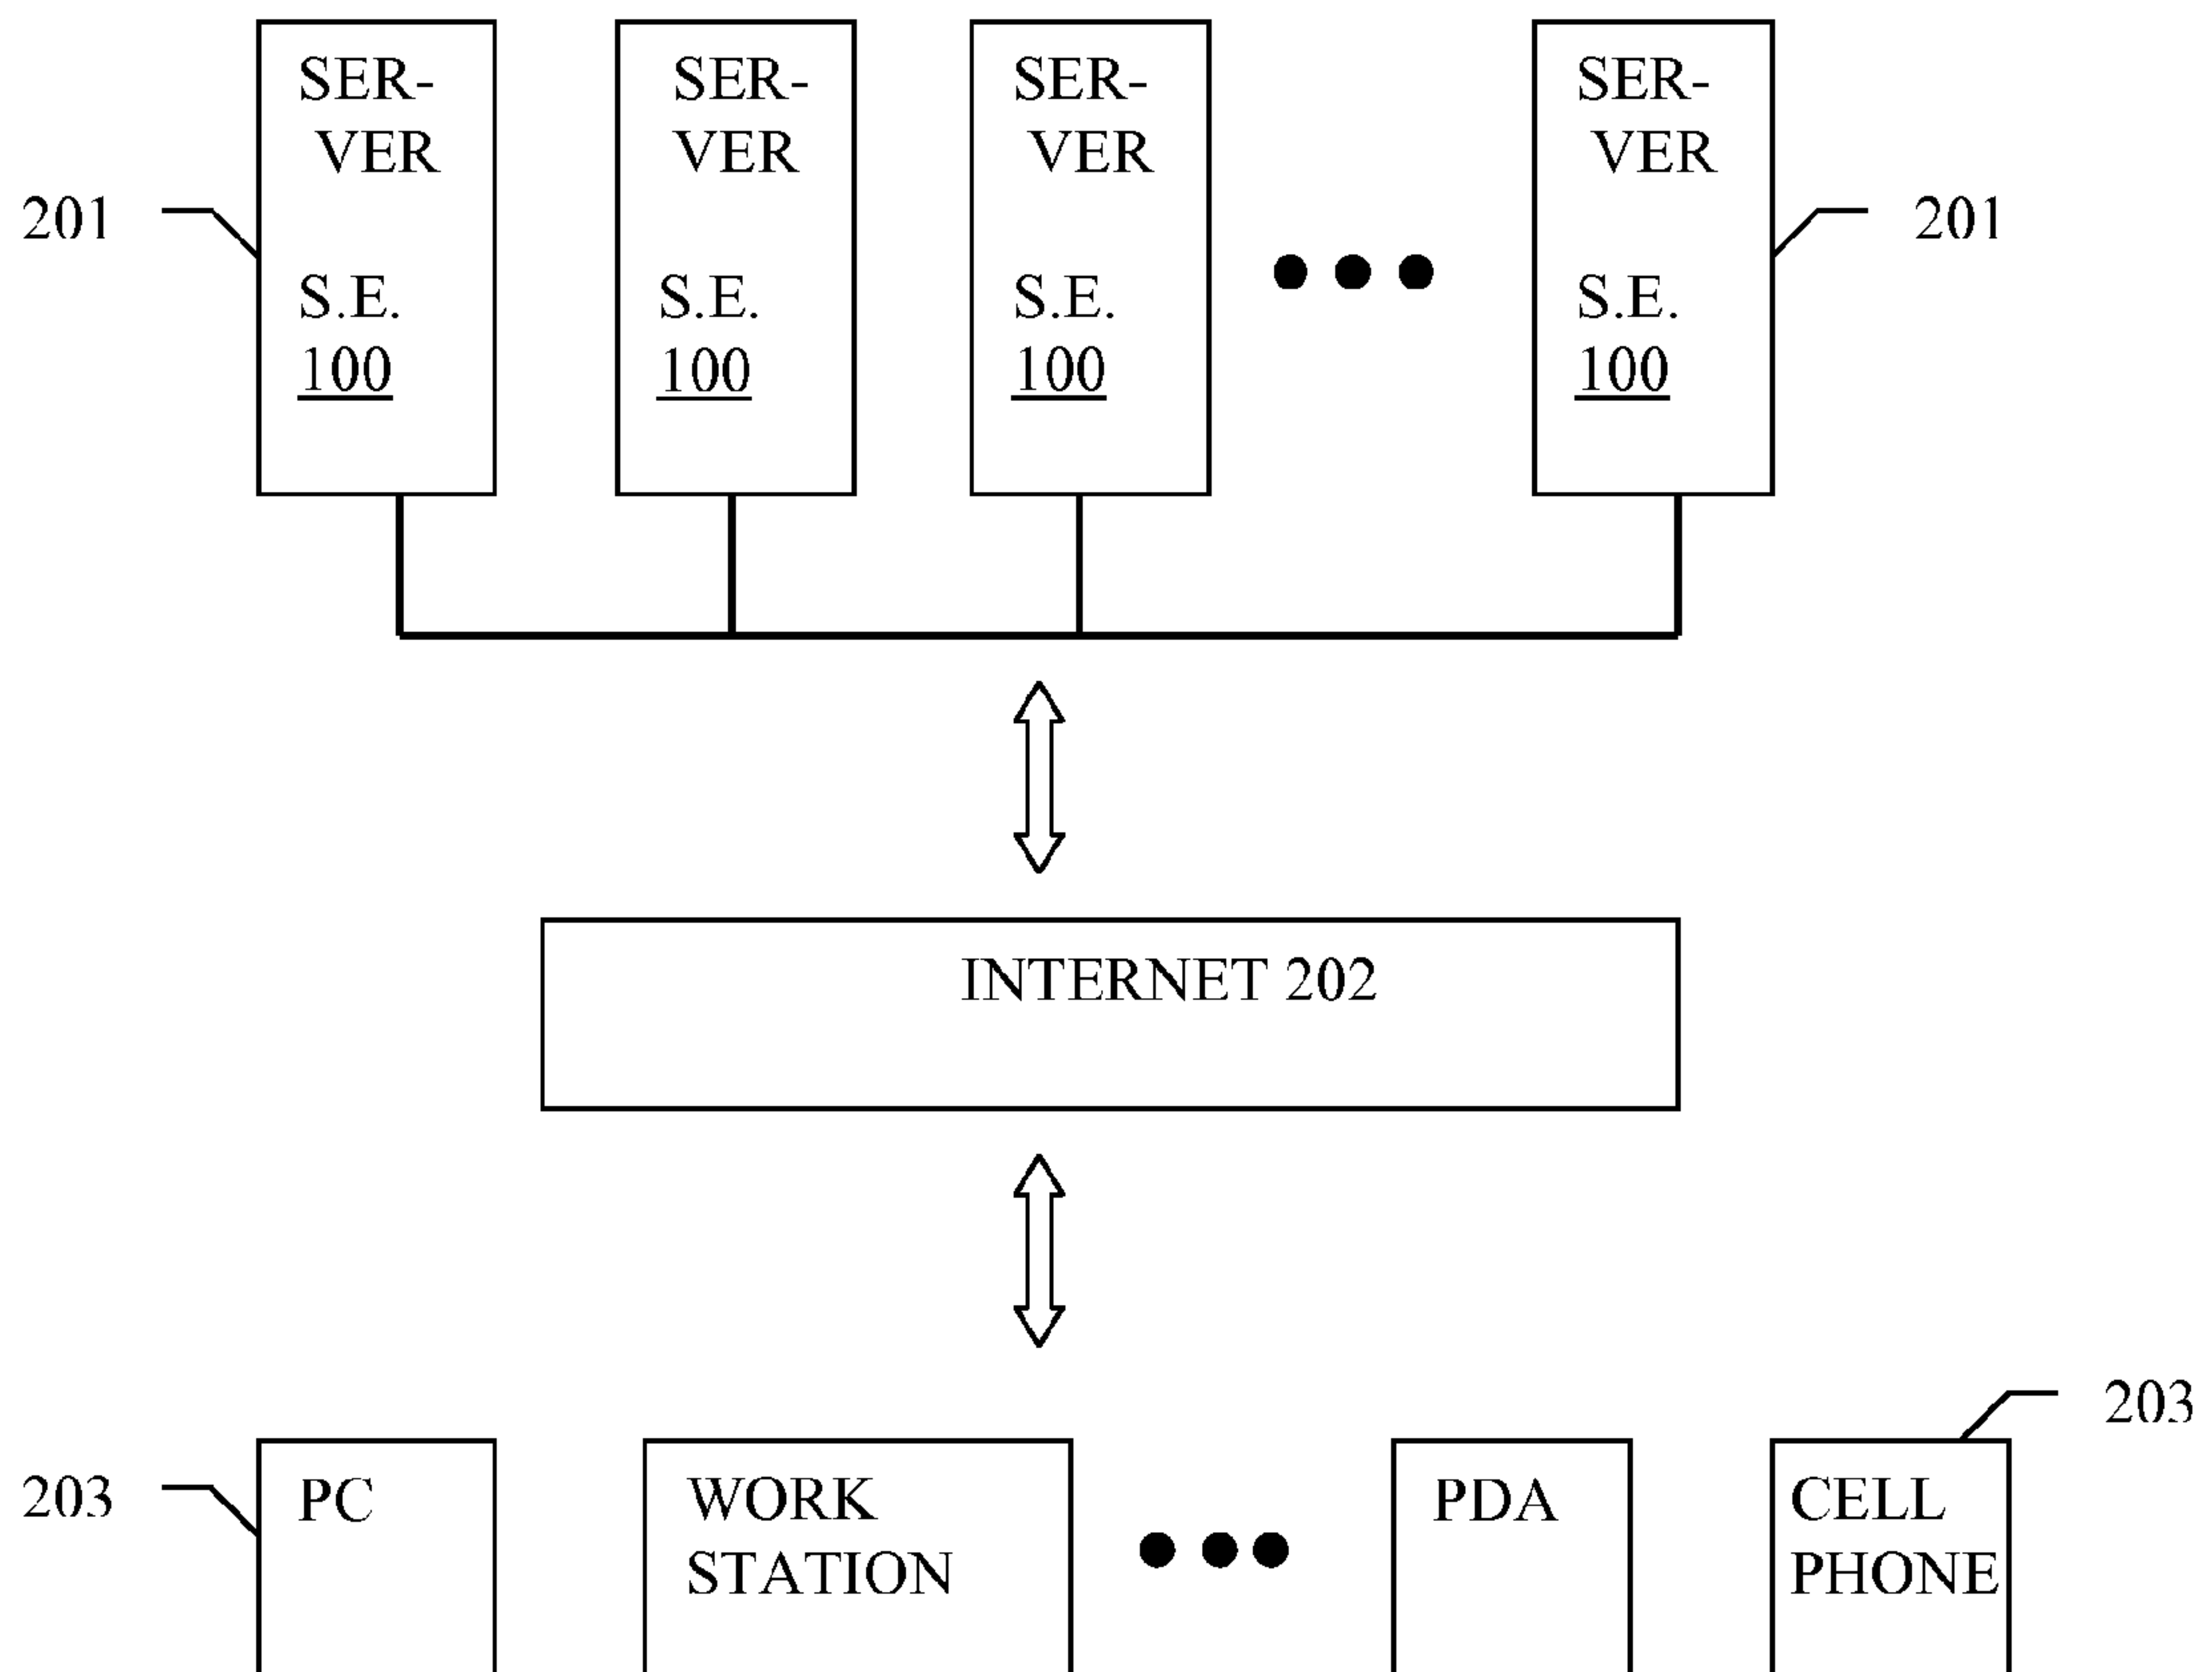 SER-
VER
S.E.
100
SER-
VER
S.E.
100
SER-
VER
S.E.
100
SER-
VER
S.E.
100
201
201
INTERNET 202
203
203
PC
WORK
STATION
PDA
CELL
PHONE